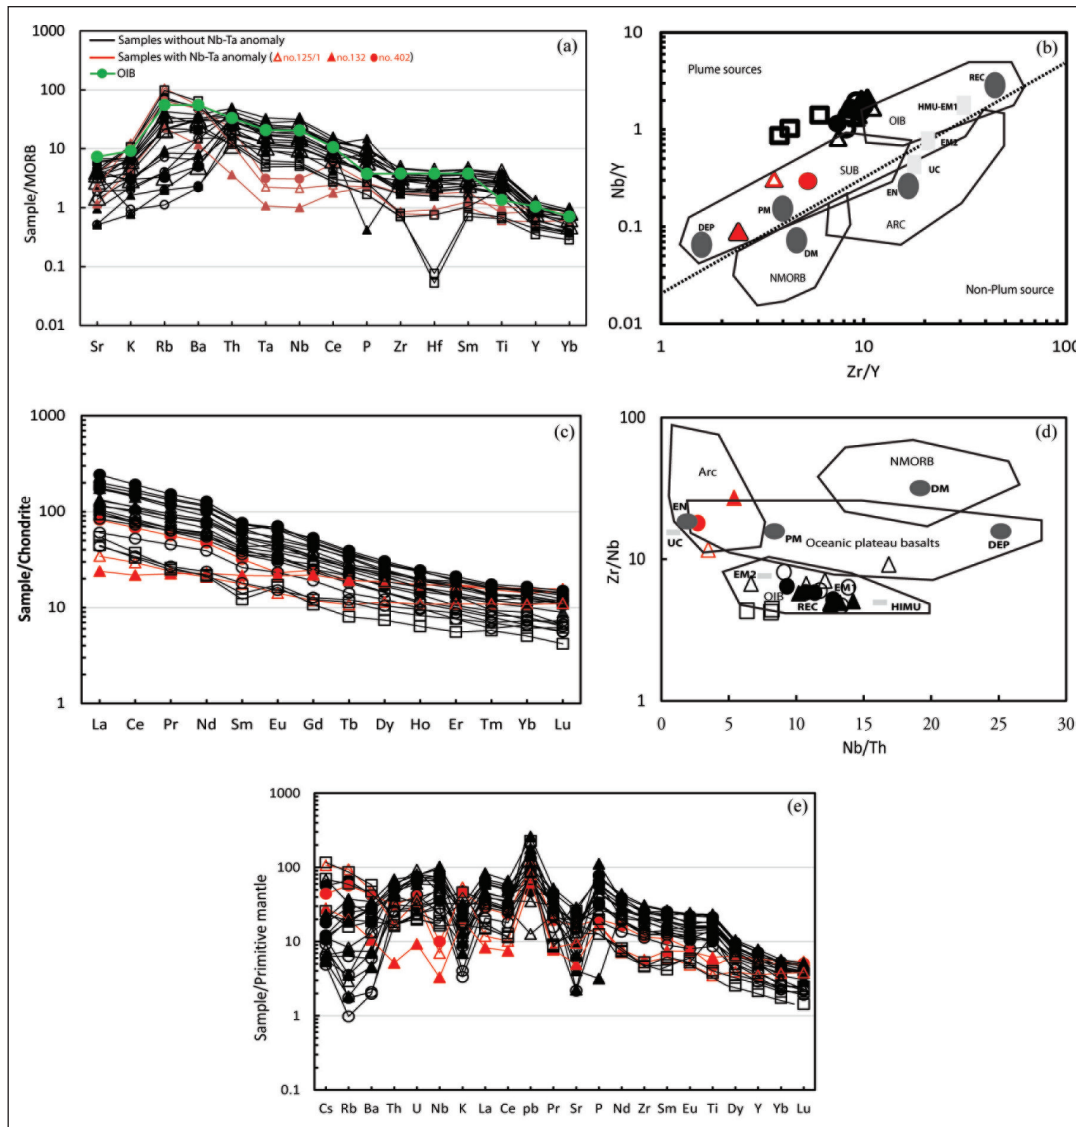 1000
100
10
1
0.1
0.01
Sample/MORB
Samples without Nb-Ta anomaly
Samples with Nb-Ta anomaly ( no.125/1 no.132 no. 402)
OIB
(a)
Sr K Rb Ba Th Ta Nb Ce P Zr Hf Sm Ti Y Yb
10
1
0.1
0.01
Nb/Y
(b)
Plume sources
REC
HMU-EM1
OIB
EM2
SUB
UC
EN
PM
ARC
DEP
DM
NMORB
Non-Plum source
1 10 100
Zr/Y
1000
100
10
1
Sample/Chondrite
(c)
La Ce Pr Nd Sm Eu Gd Tb Dy Ho Er Tm Yb Lu
100
10
1
Zr/Nb
(d)
Arc
NMORB
DM
EN
UC
PM
Oceanic plateau basalts
DEP
EM2
EM1
OIB
REC
HIMU
0 5 10 15 20 25 30
Nb/Th
1000
100
10
1
0.1
Sample/Primitive mantle
(e)
Cs Rb Ba Th U Nb K La Ce pb Pr Sr P Nd Zr Sm Eu Ti Dy Y Yb Lu